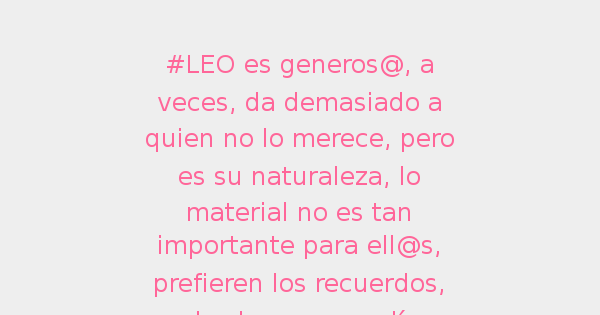 #LEO es generos@, a
veces, da demasiado a
quien no lo merece, pero
es su naturaleza, lo
material no es tan
importante para ell@s,
prefieren los recuerdos,